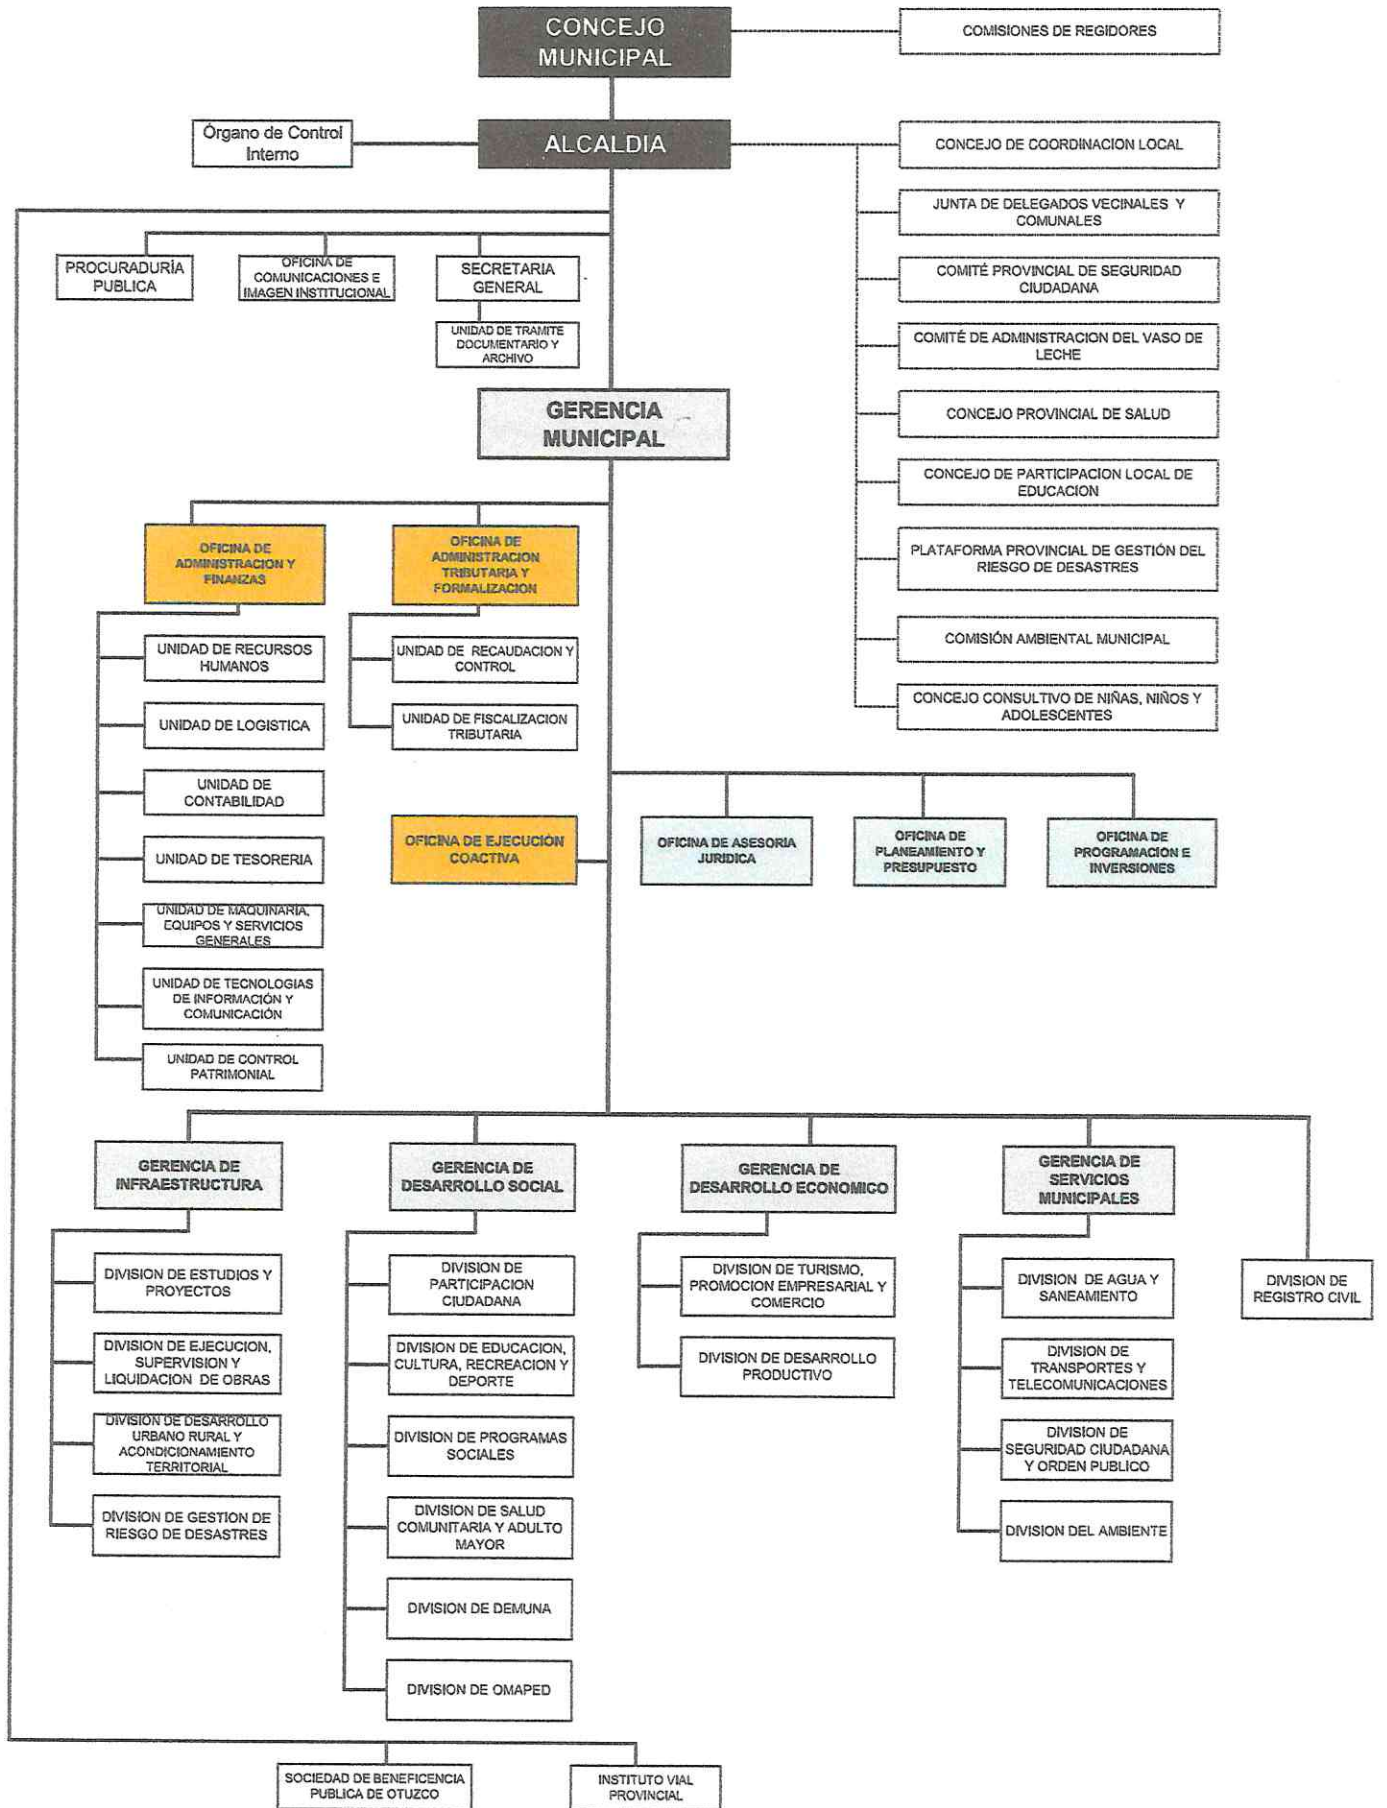 CONCEJO
MUNICIPAL
COMISIONES DE REGIDORES
Órgano de Control
Interno
ALCALDIA
CONCEJO DE COORDINACION LOCAL
JUNTA DE DELEGADOS VECINALES Y
COMUNALES
COMITÉ PROVINCIAL DE SEGURIDAD
CIUDADANA
COMITÉ DE ADMINISTRACION DEL VASO DE
LECHE
CONCEJO PROVINCIAL DE SALUD
CONCEJO DE PARTICIPACION LOCAL DE
EDUCACION
PLATAFORMA PROVINCIAL DE GESTIÓN DEL
RIESGO DE DESASTRES
COMISIÓN AMBIENTAL MUNICIPAL
CONCEJO CONSULTIVO DE NIÑAS, NIÑOS Y
ADOLESCENTES
PROCURADURÍA
PUBLICA
OFICINA DE
COMUNICACIONES E
IMAGEN INSTITUCIONAL
SECRETARIA
GENERAL
UNIDAD DE TRAMITE
DOCUMENTARIO Y
ARCHIVO
GERENCIA
MUNICIPAL
OFICINA DE
ADMINISTRACION Y
FINANZAS
OFICINA DE
ADMINISTRACION
TRIBUTARIA Y
FORMALIZACION
UNIDAD DE RECURSOS
HUMANOS
UNIDAD DE LOGISTICA
UNIDAD DE
CONTABILIDAD
UNIDAD DE TESORERIA
UNIDAD DE MAQUINARIA,
EQUIPOS Y SERVICIOS
GENERALES
UNIDAD DE TECNOLOGIAS
DE INFORMACIÓN Y
COMUNICACIÓN
UNIDAD DE CONTROL
PATRIMONIAL
UNIDAD DE RECAUDACION Y
CONTROL
UNIDAD DE FISCALIZACION
TRIBUTARIA
OFICINA DE EJECUCIÓN
COACTIVA
OFICINA DE ASESORIA
JURIDICA
OFICINA DE
PLANEAMIENTO Y
PRESUPUESTO
OFICINA DE
PROGRAMACION E
INVERSIONES
GERENCIA DE
INFRAESTRUCTURA
DIVISION DE ESTUDIOS Y
PROYECTOS
DIVISION DE EJECUCION,
SUPERVISION Y
LIQUIDACION DE OBRAS
DIVISION DE DESARROLLO
URBANO RURAL Y
ACONDICIONAMIENTO
TERRITORIAL
DIVISION DE GESTION DE
RIESGO DE DESASTRES
GERENCIA DE
DESARROLLO SOCIAL
DIVISION DE
PARTICIPACION
CIUDADANA
DIVISION DE EDUCACION,
CULTURA, RECREACION Y
DEPORTE
DIVISION DE PROGRAMAS
SOCIALES
DIVISION DE SALUD
COMUNITARIA Y ADULTO
MAYOR
DIVISION DE DEMUNA
DIVISION DE OMAPED
GERENCIA DE
DESARROLLO ECONOMICO
DIVISION DE TURISMO,
PROMOCION EMPRESARIAL Y
COMERCIO
DIVISION DE DESARROLLO
PRODUCTIVO
GERENCIA DE
SERVICIOS
MUNICIPALES
DIVISION DE AGUA Y
SANEAMIENTO
DIVISION DE
TRANSPORTES Y
TELECOMUNICACIONES
DIVISION DE
SEGURIDAD CIUDADANA
Y ORDEN PUBLICO
DIVISION DEL AMBIENTE
DIVISION DE
REGISTRO CIVIL
SOCIEDAD DE BENEFICENCIA
PUBLICA DE OTUZCO
INSTITUTO VIAL
PROVINCIAL